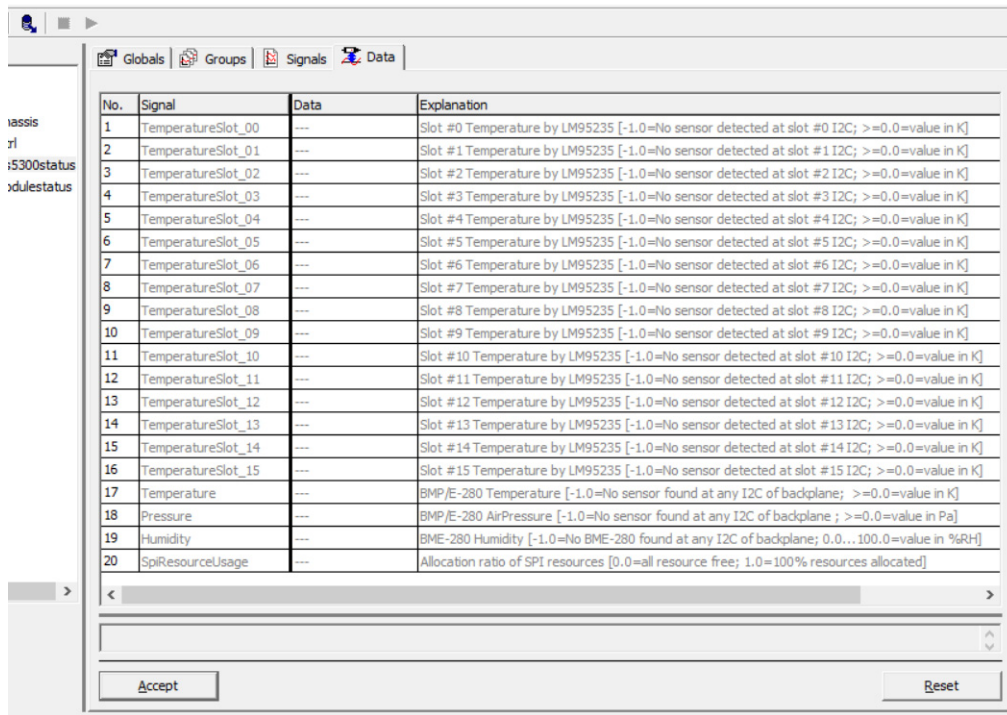 Globals Groups Signals Data
assis
rl
s5300status
odulestatus
No. Signal Data Explanation
1 TemperatureSlot_00 --- Slot #0 Temperature by LM95235 [-1.0=No sensor detected at slot #0 I2C; >=0.0=value in K]
2 TemperatureSlot_01 --- Slot #1 Temperature by LM95235 [-1.0=No sensor detected at slot #1 I2C; >=0.0=value in K]
3 TemperatureSlot_02 --- Slot #2 Temperature by LM95235 [-1.0=No sensor detected at slot #2 I2C; >=0.0=value in K]
4 TemperatureSlot_03 --- Slot #3 Temperature by LM95235 [-1.0=No sensor detected at slot #3 I2C; >=0.0=value in K]
5 TemperatureSlot_04 --- Slot #4 Temperature by LM95235 [-1.0=No sensor detected at slot #4 I2C; >=0.0=value in K]
6 TemperatureSlot_05 --- Slot #5 Temperature by LM95235 [-1.0=No sensor detected at slot #5 I2C; >=0.0=value in K]
7 TemperatureSlot_06 --- Slot #6 Temperature by LM95235 [-1.0=No sensor detected at slot #6 I2C; >=0.0=value in K]
8 TemperatureSlot_07 --- Slot #7 Temperature by LM95235 [-1.0=No sensor detected at slot #7 I2C; >=0.0=value in K]
9 TemperatureSlot_08 --- Slot #8 Temperature by LM95235 [-1.0=No sensor detected at slot #8 I2C; >=0.0=value in K]
10 TemperatureSlot_09 --- Slot #9 Temperature by LM95235 [-1.0=No sensor detected at slot #9 I2C; >=0.0=value in K]
11 TemperatureSlot_10 --- Slot #10 Temperature by LM95235 [-1.0=No sensor detected at slot #10 I2C; >=0.0=value in K]
12 TemperatureSlot_11 --- Slot #11 Temperature by LM95235 [-1.0=No sensor detected at slot #11 I2C; >=0.0=value in K]
13 TemperatureSlot_12 --- Slot #12 Temperature by LM95235 [-1.0=No sensor detected at slot #12 I2C; >=0.0=value in K]
14 TemperatureSlot_13 --- Slot #13 Temperature by LM95235 [-1.0=No sensor detected at slot #13 I2C; >=0.0=value in K]
15 TemperatureSlot_14 --- Slot #14 Temperature by LM95235 [-1.0=No sensor detected at slot #14 I2C; >=0.0=value in K]
16 TemperatureSlot_15 --- Slot #15 Temperature by LM95235 [-1.0=No sensor detected at slot #15 I2C; >=0.0=value in K]
17 Temperature --- BMP/E-280 Temperature [-1.0=No sensor found at any I2C of backplane; >=0.0=value in K]
18 Pressure --- BMP/E-280 AirPressure [-1.0=No sensor found at any I2C of backplane ; >=0.0=value in Pa]
19 Humidity --- BME-280 Humidity [-1.0=No BME-280 found at any I2C of backplane; 0.0...100.0=value in %RH]
20 SpiResourceUsage --- Allocation ratio of SPI resources [0.0=all resource free; 1.0=100% resources allocated]
Accept Reset